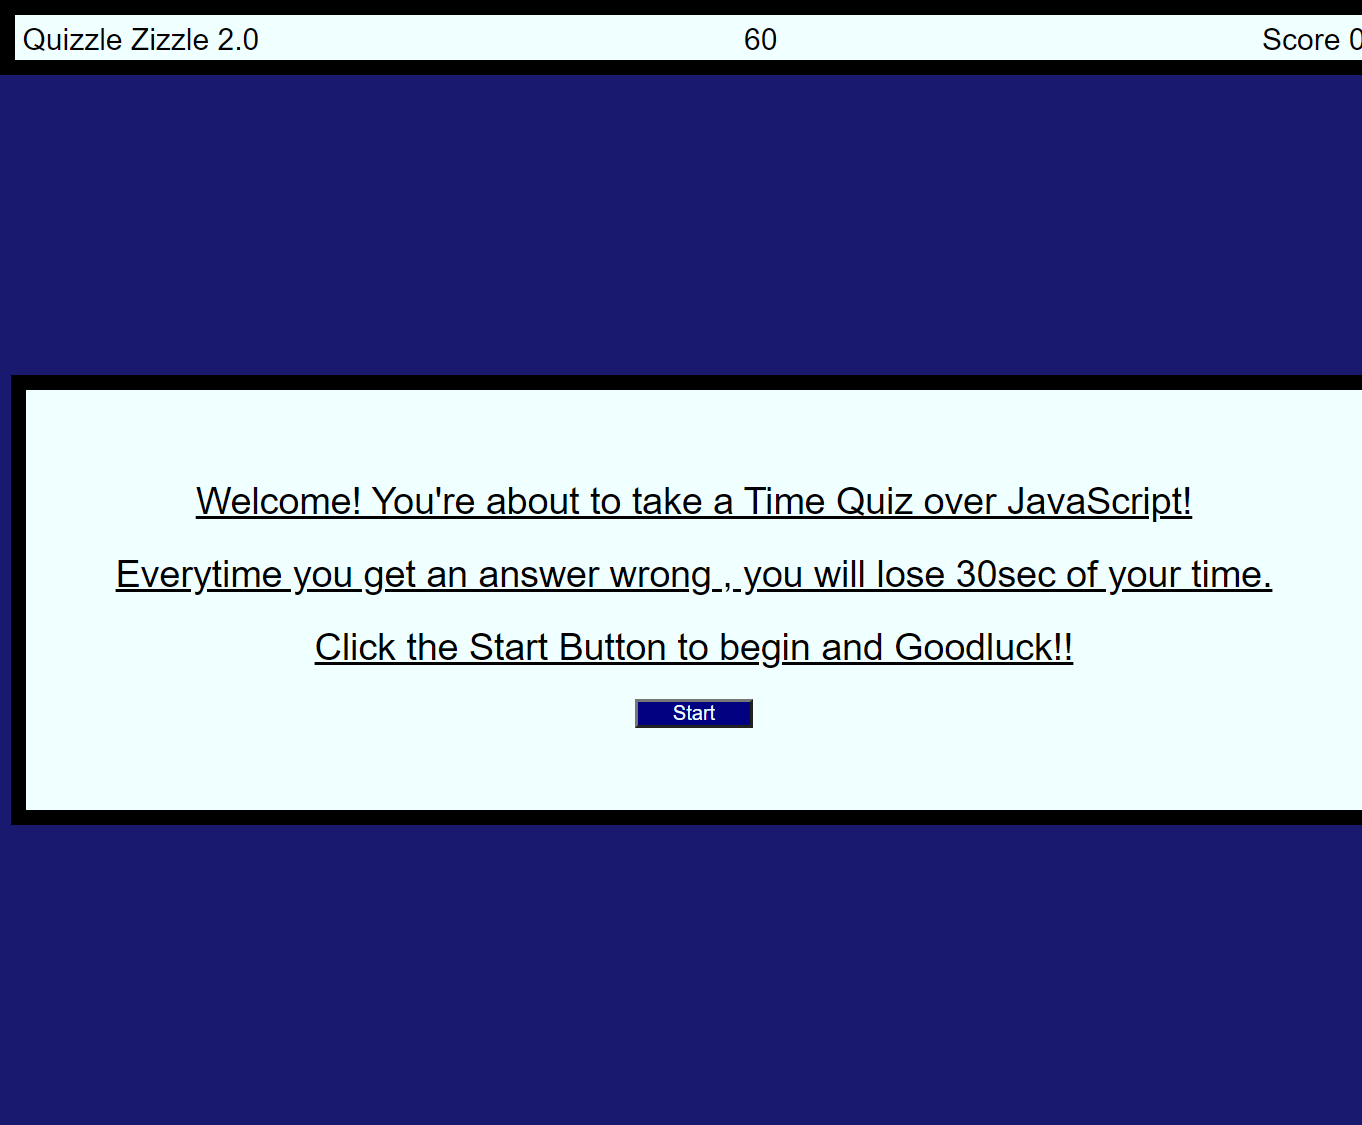 Quizzle Zizzle 2.0 60 Score 0
Welcome! You're about to take a Time Quiz over JavaScript!
Everytime you get an answer wrong , you will lose 30sec of your time.
Click the Start Button to begin and Goodluck!!
Start